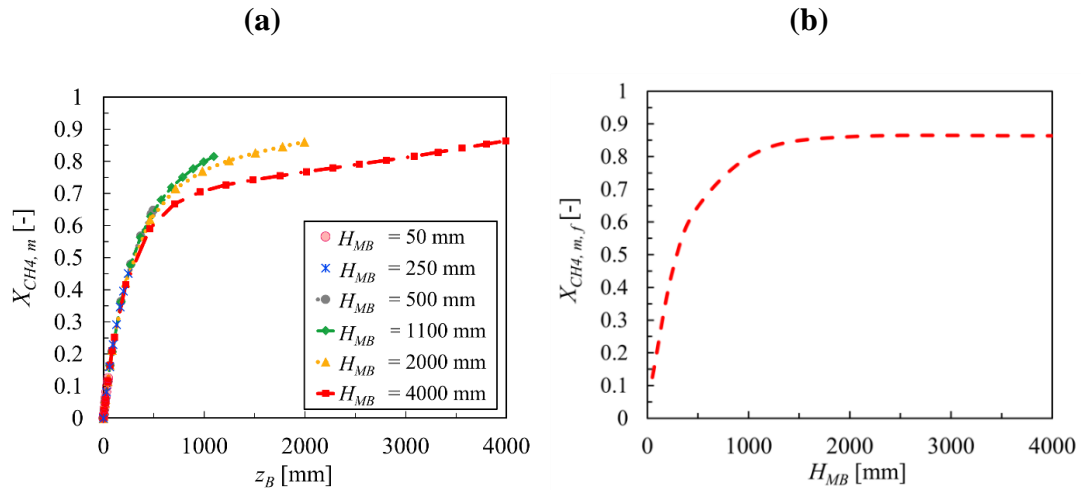 (a)
1
0.9
0.8
0.7
0.6
0.5
0.4
0.3
0.2
0.1
0
X_CH4, m [-]
0 1000 2000 3000 4000
z_B [mm]
H_MB = 50 mm
H_MB = 250 mm
H_MB = 500 mm
H_MB = 1100 mm
H_MB = 2000 mm
H_MB = 4000 mm
(b)
1
0.9
0.8
0.7
0.6
0.5
0.4
0.3
0.2
0.1
0
X_CH4, m, f [-]
0 1000 2000 3000 4000
H_MB [mm]